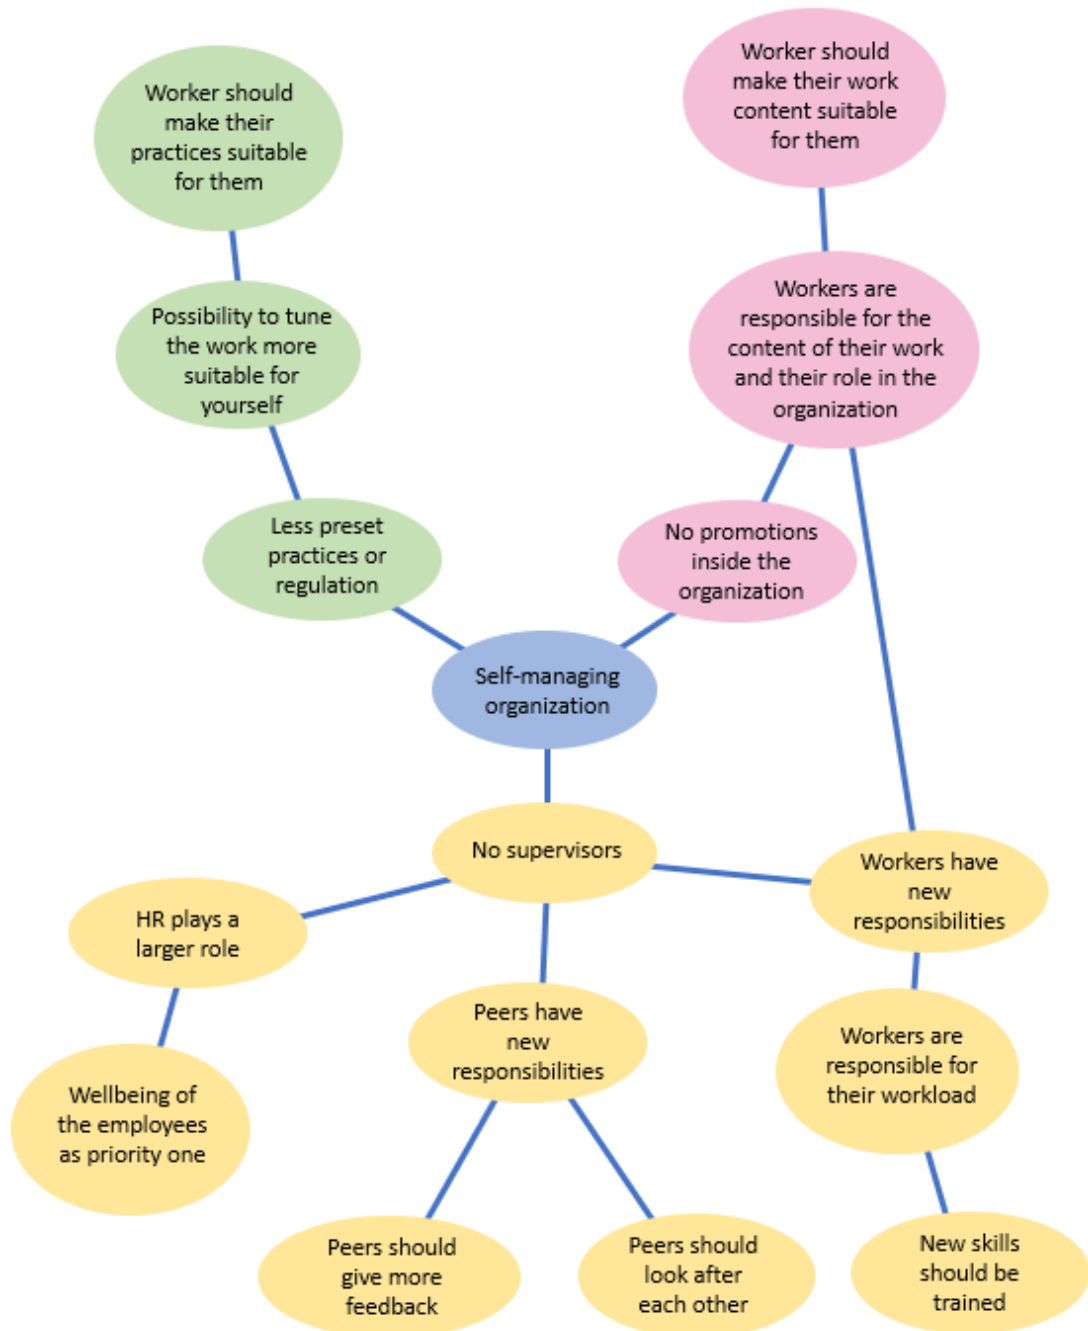 Worker should
make their
practices suitable
for them
Worker should
make their work
content suitable
for them
Possibility to tune
the work more
suitable for
yourself
Workers are
responsible for the
content of their work
and their role in the
organization
Less preset
practices or
regulation
No promotions
inside the
organization
Self-managing
organization
No supervisors
Workers have
new
responsibilities
HR plays a
larger role
Peers have
new
responsibilities
Workers are
responsible for
their workload
Wellbeing of
the employees
as priority one
Peers should
give more
feedback
Peers should
look after
each other
New skills
should be
trained